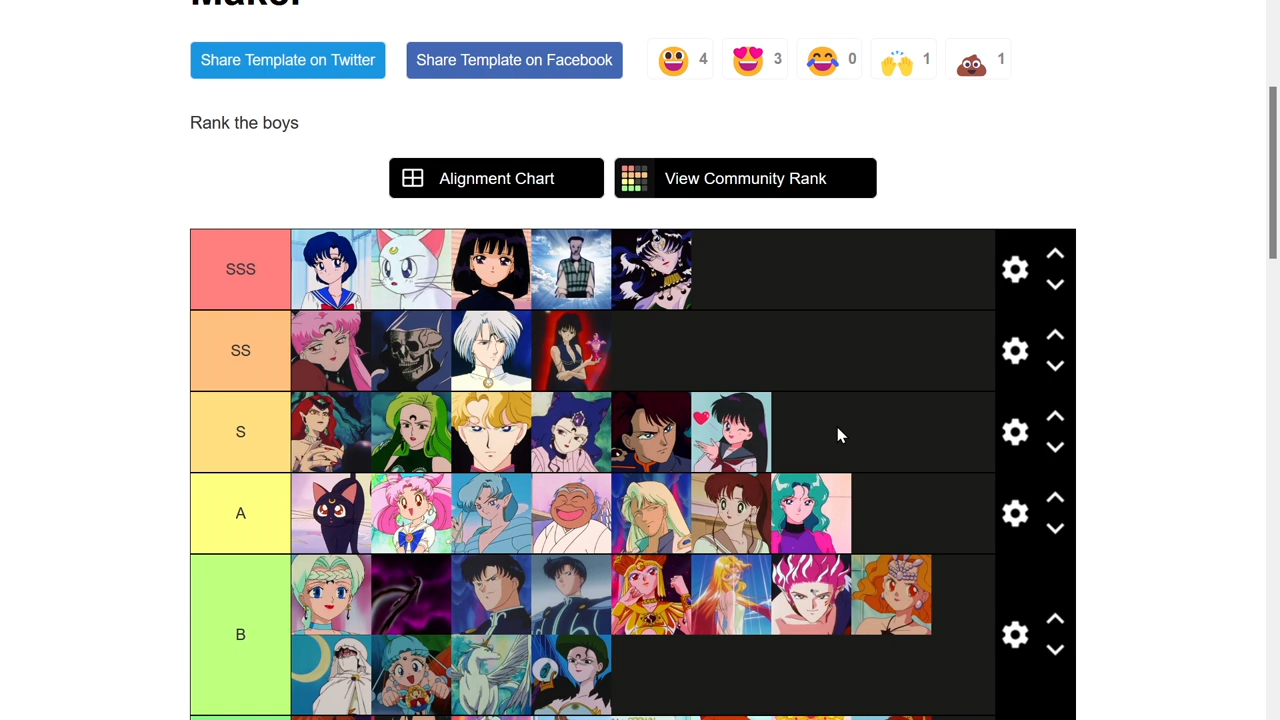 Maker
Share Template on Twitter
Share Template on Facebook
4
3
0
1
1
Rank the boys
Alignment Chart
View Community Rank
SSS
SS
S
A
B